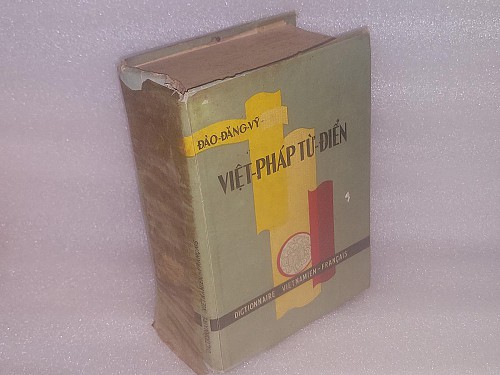 ĐÀO-ĐĂNG-VỸ
VIỆT-PHÁP TỪ-ĐIỂN
DICTIONNAIRE VIETNAMIEN-FRANÇAIS